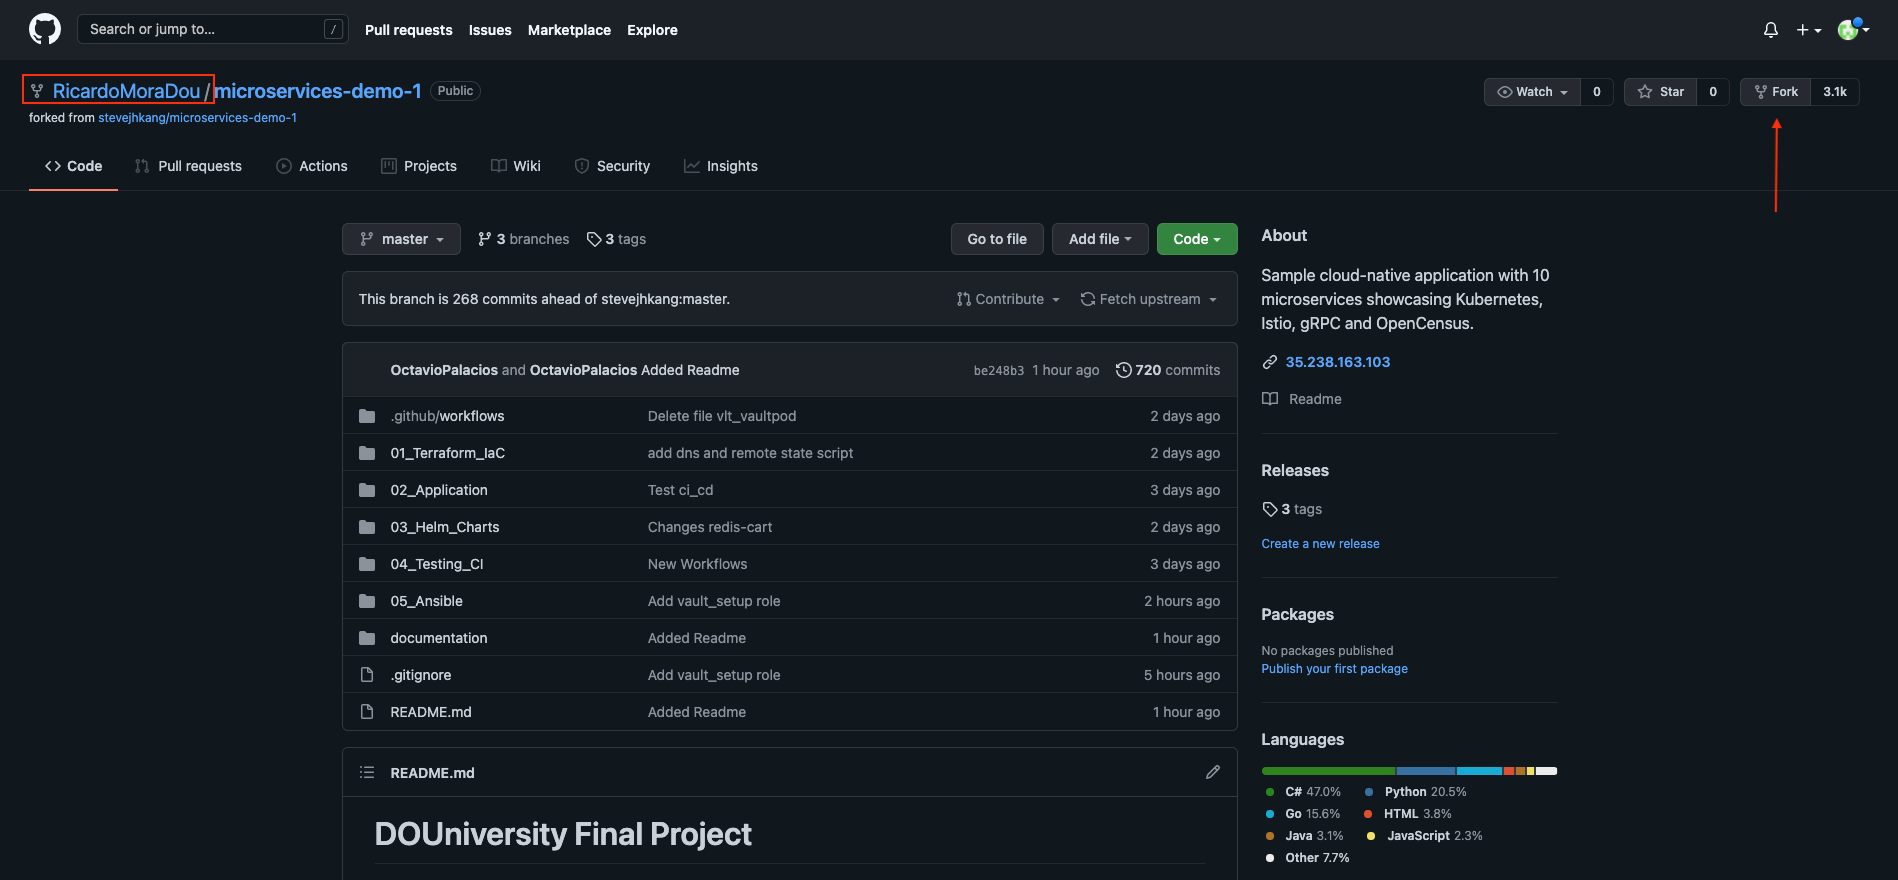 Search or jump to... /
Pull requests Issues Marketplace Explore
RicardoMoraDou / microservices-demo-1 Public
forked from stevejhkang/microservices-demo-1
Watch 0 Star 0 Fork 3.1k
Code Pull requests Actions Projects Wiki Security Insights
master 3 branches 3 tags
Go to file Add file Code
This branch is 268 commits ahead of stevejhkang:master.
Contribute Fetch upstream
OctavioPalacios and OctavioPalacios Added Readme be248b3 1 hour ago 720 commits
.github/workflows Delete file vlt_vaultpod 2 days ago
01_Terraform_IaC add dns and remote state script 2 days ago
02_Application Test ci_cd 3 days ago
03_Helm_Charts Changes redis-cart 2 days ago
04_Testing_CI New Workflows 3 days ago
05_Ansible Add vault_setup role 2 hours ago
documentation Added Readme 1 hour ago
.gitignore Add vault_setup role 5 hours ago
README.md Added Readme 1 hour ago
README.md
DOUniversity Final Project
About
Sample cloud-native application with 10
microservices showcasing Kubernetes,
Istio, gRPC and OpenCensus.
35.238.163.103
Readme
Releases
3 tags
Create a new release
Packages
No packages published
Publish your first package
Languages
C# 47.0% Python 20.5%
Go 15.6% HTML 3.8%
Java 3.1% JavaScript 2.3%
Other 7.7%